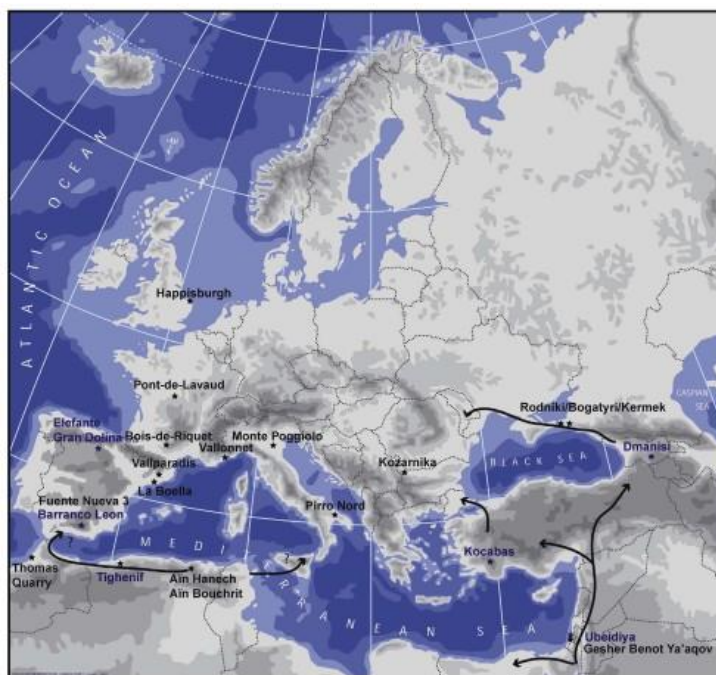 ATLANTIC OCEAN
Happisburgh
Pont-de-Lavaud
Rodniki/Bogatyri/Kermek
CASPIAN
SEA
Elefante
Gran Dolina
Bois-de-Riquet
Vallonnet
Monte Poggiolo
Dmanisi
BLACK SEA
Vallparadis
La Boella
Kozarnika
Fuente Nueva 3
Barranco Leon
Pirro Nord
?
MEDITERRANEAN SEA
?
Kocabas
Thomas
Quarry
Tighenif
Ain Hanech
Ain Bouchrit
Ubeidiya
Gesher Benot Ya'aqov